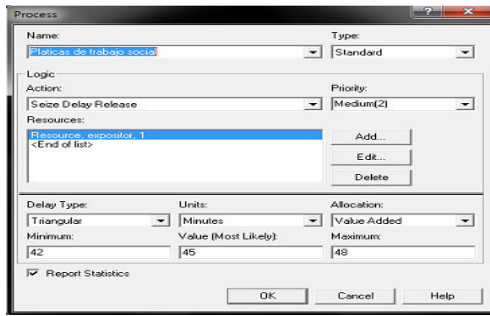 Process
Name: Type:
Platicas de trabajo social Standard
Logic
Action: Priority:
Seize Delay Release Medium(2)
Resources:
Resource, expositor, 1
<End of list>
Add...
Edit...
Delete
Delay Type: Units: Allocation:
Triangular Minutes Value Added
Minimum: Value (Most Likely): Maximum:
42 45 48
Report Statistics
OK Cancel Help